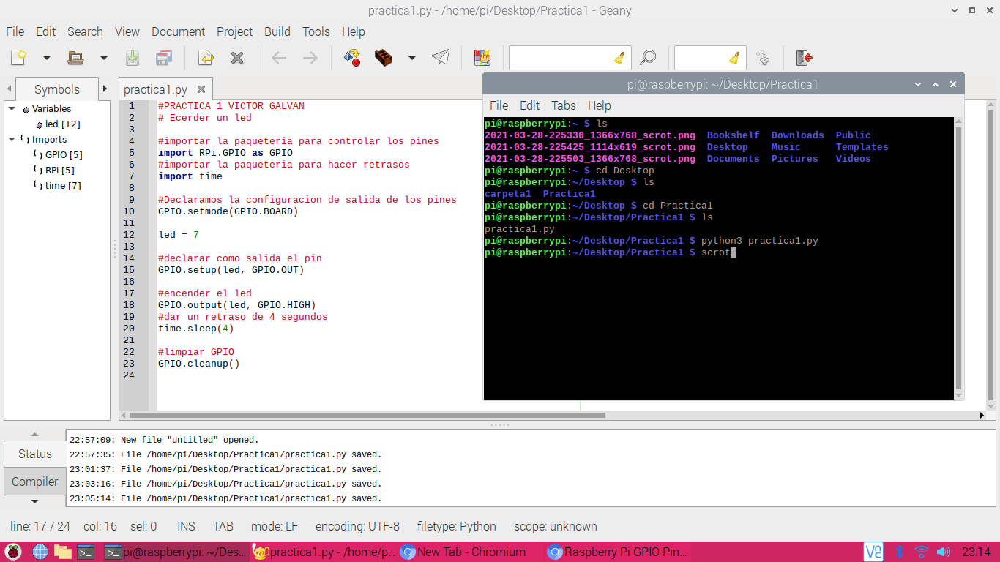 practica1.py - /home/pi/Desktop/Practica1 - Geany
File Edit Search View Document Project Build Tools Help
Symbols
Variables
led [12]
Imports
GPIO [5]
RPi [5]
time [7]
practica1.py
1 #PRACTICA 1 VICTOR GALVAN
2 # Ecerder un led
3
4 #importar la paqueteria para controlar los pines
5 import RPi.GPIO as GPIO
6 #importar la paqueteria para hacer retrasos
7 import time
8
9 #Declaramos la configuracion de salida de los pines
10 GPIO.setmode(GPIO.BOARD)
11
12 led = 7
13
14 #declarar como salida el pin
15 GPIO.setup(led, GPIO.OUT)
16
17 #encender el led
18 GPIO.output(led, GPIO.HIGH)
19 #dar un retraso de 4 segundos
20 time.sleep(4)
21
22 #limpiar GPIO
23 GPIO.cleanup()
24
pi@raspberrypi: ~/Desktop/Practica1
File Edit Tabs Help
pi@raspberrypi:~ $ ls
2021-03-28-225330_1366x768_scrot.png Bookshelf Downloads Public
2021-03-28-225425_1114x619_scrot.png Desktop Music Templates
2021-03-28-225503_1366x768_scrot.png Documents Pictures Videos
pi@raspberrypi:~ $ cd Desktop
pi@raspberrypi:~/Desktop $ ls
carpeta1 Practica1
pi@raspberrypi:~/Desktop $ cd Practica1
pi@raspberrypi:~/Desktop/Practica1 $ ls
practica1.py
pi@raspberrypi:~/Desktop/Practica1 $ python3 practica1.py
pi@raspberrypi:~/Desktop/Practica1 $ scrot
Status
Compiler
22:57:09: New file "untitled" opened.
22:57:35: File /home/pi/Desktop/Practica1/practica1.py saved.
23:01:37: File /home/pi/Desktop/Practica1/practica1.py saved.
23:03:16: File /home/pi/Desktop/Practica1/practica1.py saved.
23:05:14: File /home/pi/Desktop/Practica1/practica1.py saved.
line: 17 / 24 col: 16 sel: 0 INS TAB mode: LF encoding: UTF-8 filetype: Python scope: unknown
pi@raspberrypi: ~/Des... practica1.py - /home/p... New Tab - Chromium Raspberry Pi GPIO Pin... 23:14